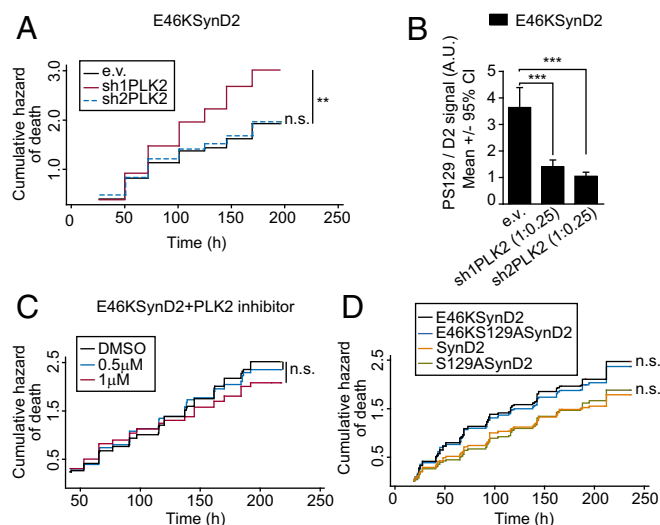 A
E46KSynD2
e.v.
sh1PLK2
sh2PLK2
Cumulative hazard
of death
3.0
2.0
1.0
**
n.s.
0
50
100
150
200
250
Time (h)
B
E46KSynD2
PS129 / D2 signal (A.U.)
Mean +/- 95% CI
5
4
3
2
1
0
***
***
e.v.
sh1PLK2 (1:0.25)
sh2PLK2 (1:0.25)
C
E46KSynD2+PLK2 inhibitor
DMSO
0.5µM
1µM
Cumulative hazard
of death
2.5
1.5
0.5
n.s.
50
100
150
200
250
Time (h)
D
E46KSynD2
E46KS129ASynD2
SynD2
S129ASynD2
Cumulative hazard
of death
2.5
1.5
0.5
n.s.
n.s.
0
50
100
150
200
250
Time (h)